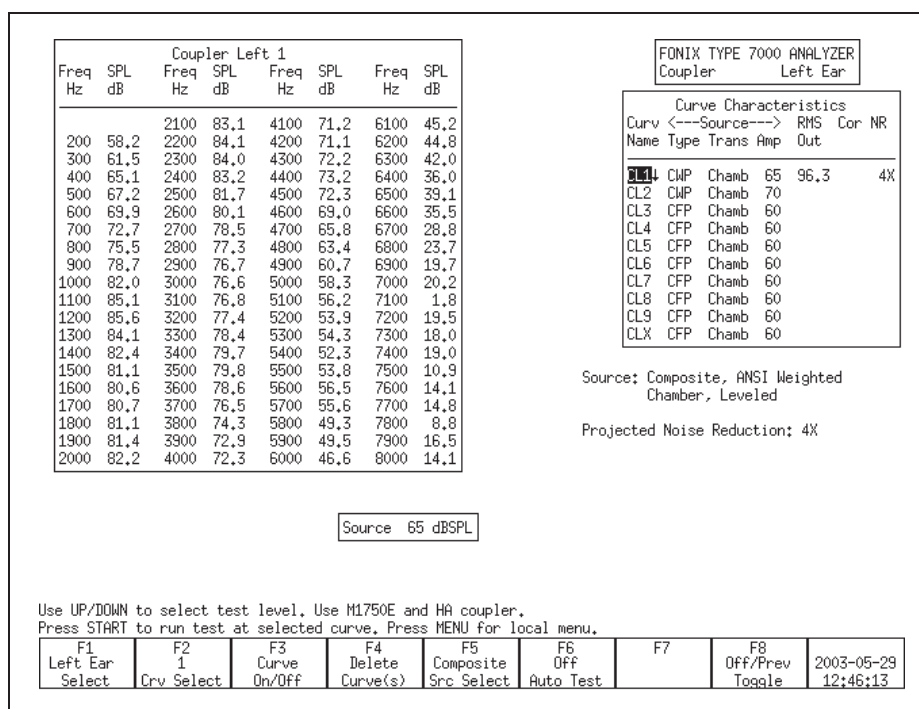 Coupler Left 1
Freq SPL Freq SPL Freq SPL Freq SPL
Hz dB Hz dB Hz dB Hz dB
2100 83.1 4100 71.2 6100 45.2
200 58.2 2200 84.1 4200 71.1 6200 44.8
300 61.5 2300 84.0 4300 72.2 6300 42.0
400 65.1 2400 83.2 4400 73.2 6400 36.0
500 67.2 2500 81.7 4500 72.3 6500 39.1
600 69.9 2600 80.1 4600 69.0 6600 35.5
700 72.7 2700 78.5 4700 65.8 6700 28.8
800 75.5 2800 77.3 4800 63.4 6800 23.7
900 78.7 2900 76.7 4900 60.7 6900 19.7
1000 82.0 3000 76.6 5000 58.3 7000 20.2
1100 85.1 3100 76.8 5100 56.2 7100 1.8
1200 85.6 3200 77.4 5200 53.9 7200 19.5
1300 84.1 3300 78.4 5300 54.3 7300 18.0
1400 82.4 3400 79.7 5400 52.3 7400 19.0
1500 81.1 3500 79.8 5500 53.8 7500 10.9
1600 80.6 3600 78.6 5600 56.5 7600 14.1
1700 80.7 3700 76.5 5700 55.6 7700 14.8
1800 81.1 3800 74.3 5800 49.3 7800 8.8
1900 81.4 3900 72.9 5900 49.5 7900 16.5
2000 82.2 4000 72.3 6000 46.6 8000 14.1
FONIX TYPE 7000 ANALYZER
Coupler Left Ear
Curve Characteristics
Curv <---Source---> RMS Cor NR
Name Type Trans Amp Out
CL1↓ CWP Chamb 65 96.3 4X
CL2 CWP Chamb 70
CL3 CFP Chamb 60
CL4 CFP Chamb 60
CL5 CFP Chamb 60
CL6 CFP Chamb 60
CL7 CFP Chamb 60
CL8 CFP Chamb 60
CL9 CFP Chamb 60
CLX CFP Chamb 60
Source: Composite, ANSI Weighted
Chamber, Leveled
Projected Noise Reduction: 4X
Source 65 dBSPL
Use UP/DOWN to select test level. Use M1750E and HA coupler.
Press START to run test at selected curve. Press MENU for local menu.
F1 F2 F3 F4 F5 F6 F7 F8
Left Ear 1 Curve Delete Composite Off Off/Prev 2003-05-29
Select Crv Select On/Off Curve(s) Src Select Auto Test Toggle 12:46:13